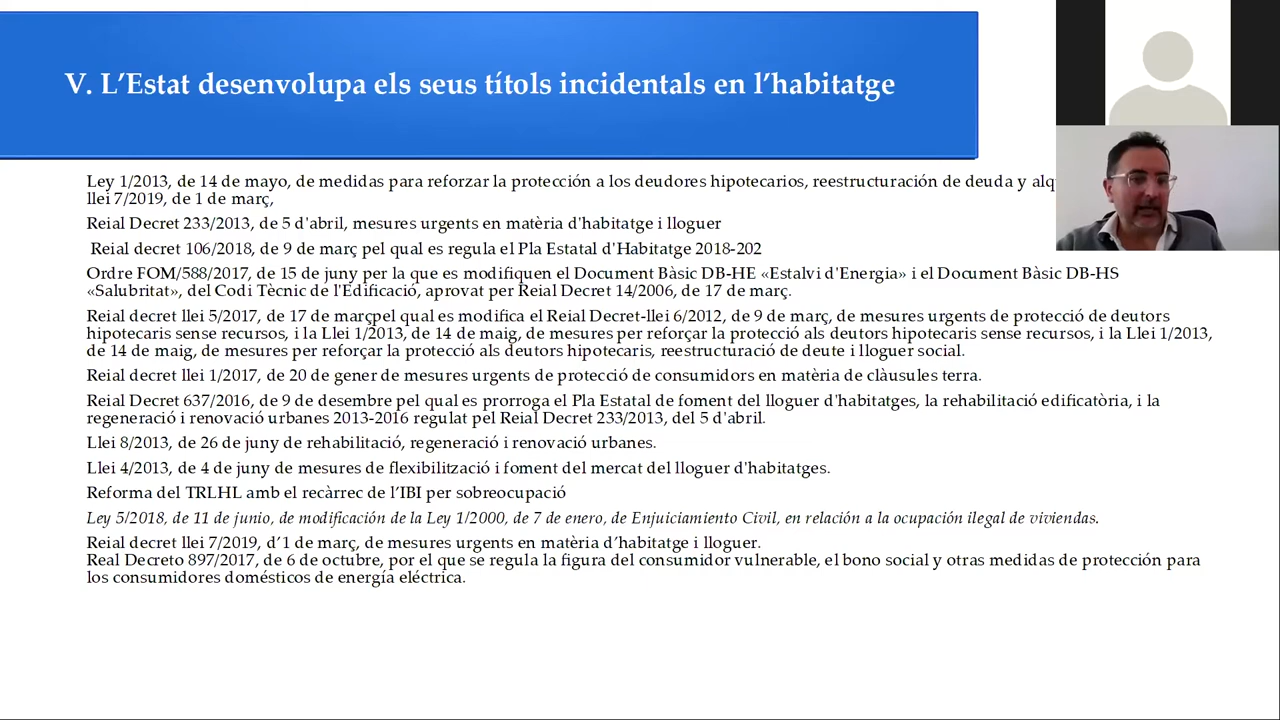 V. L’Estat desenvolupa els seus títols incidentals en l’habitatge
Ley 1/2013, de 14 de mayo, de medidas para reforzar la protección a los deudores hipotecarios, reestructuración de deuda y
llei 7/2019, de 1 de març,
Reial Decret 233/2013, de 5 d'abril, mesures urgents en matèria d'habitatge i lloguer
Reial decret 106/2018, de 9 de març pel qual es regula el Pla Estatal d'Habitatge 2018-202
Ordre FOM/588/2017, de 15 de juny per la que es modifiquen el Document Bàsic DB-HE «Estalvi d'Energia» i el Document Bàsic DB-HS
«Salubritat», del Codi Tècnic de l'Edificació, aprovat per Reial Decret 14/2006, de 17 de març.
Reial decret llei 5/2017, de 17 de marçpel qual es modifica el Reial Decret-llei 6/2012, de 9 de març, de mesures urgents de protecció de deutors
hipotecaris sense recursos, i la Llei 1/2013, de 14 de maig, de mesures per reforçar la protecció als deutors hipotecaris sense recursos, i la Llei 1/2013,
de 14 de maig, de mesures per reforçar la protecció als deutors hipotecaris, reestructuració de deute i lloguer social.
Reial decret llei 1/2017, de 20 de gener de mesures urgents de protecció de consumidors en matèria de clàusules terra.
Reial Decret 637/2016, de 9 de desembre pel qual es prorroga el Pla Estatal de foment del lloguer d'habitatges, la rehabilitació edificatòria, i la
regeneració i renovació urbanes 2013-2016 regulat pel Reial Decret 233/2013, del 5 d'abril.
Llei 8/2013, de 26 de juny de rehabilitació, regeneració i renovació urbanes.
Llei 4/2013, de 4 de juny de mesures de flexibilització i foment del mercat del lloguer d'habitatges.
Reforma del TRLHL amb el recàrrec de l’IBI per sobreocupació
Ley 5/2018, de 11 de junio, de modificación de la Ley 1/2000, de 7 de enero, de Enjuiciamiento Civil, en relación a la ocupación ilegal de viviendas.
Reial decret llei 7/2019, d’1 de març, de mesures urgents en matèria d’habitatge i lloguer.
Real Decreto 897/2017, de 6 de octubre, por el que se regula la figura del consumidor vulnerable, el bono social y otras medidas de protección para
los consumidores domésticos de energía eléctrica.